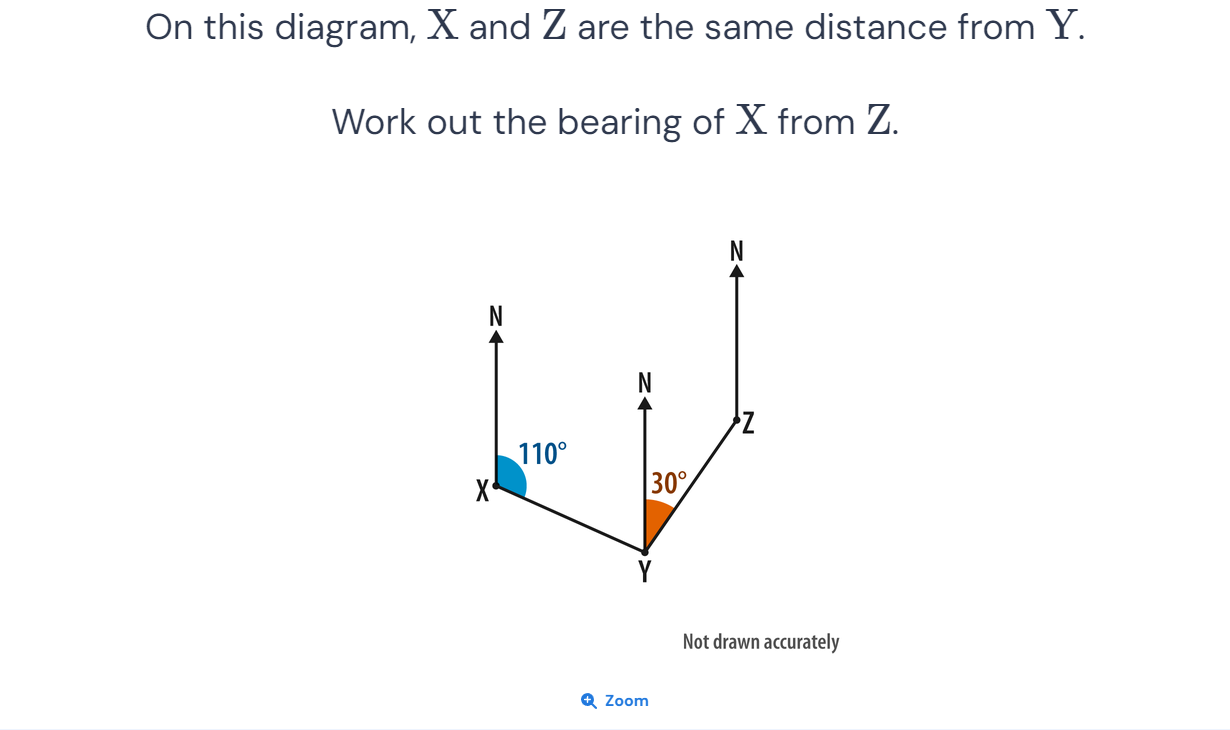 On this diagram, X and Z are the same distance from Y.
Work out the bearing of X from Z.
N
N
N
110°
Z
30°
X
Y
Not drawn accurately
Zoom